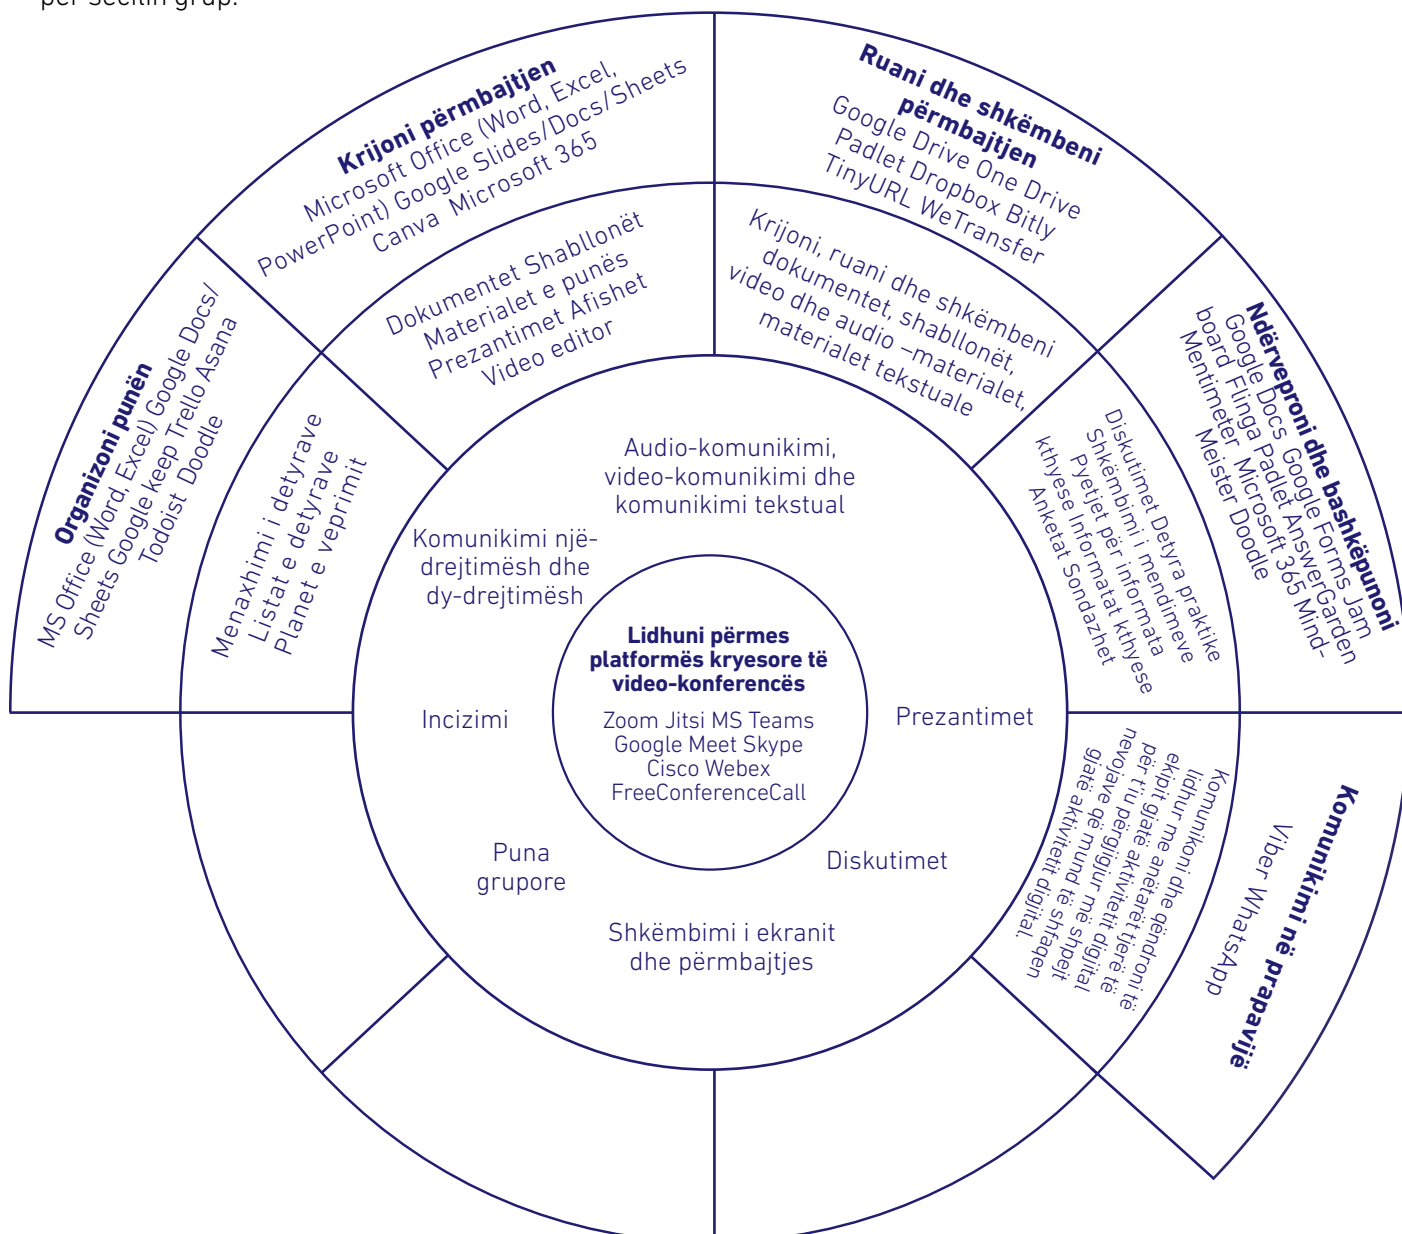 për secilin grup.
Krijoni përmbajtjen
Microsoft Office (Word, Excel,
PowerPoint) Google Slides/Docs/Sheets
Canva Microsoft 365
Ruani dhe shkëmbeni
përmbajtjen
Google Drive One Drive
Padlet Dropbox Bitly
TinyURL WeTransfer
Dokumentet Shabllonët
Materialet e punës
Prezantimet Afishet
Video editor
Krijoni, ruani dhe shkëmbeni
dokumentet, shabllonët,
video dhe audio –materialet,
materialet tekstuale
Organizoni punën
MS Office (Word, Excel) Google Docs/
Sheets Google keep Trello Asana
Todoist Doodle
Menaxhimi i detyrave
Listat e detyrave
Planet e veprimit
Ndërveproni dhe bashkëpunoni
Google Docs Google Forms Jam
board Flinga Padlet AnswerGarden
Mentimeter Microsoft 365 Mind–
Meister Doodle
Diskutimet Detyra praktike
Shkëmbimi i mendimeve
Pyetjet për informata
kthyese Informatat kthyese
Anketat Sondazhet
Audio-komunikimi,
video-komunikimi dhe
komunikimi tekstual
Komunikimi një-
drejtimësh dhe
dy-drejtimësh
Lidhuni përmes
platformës kryesore të
video-konferencës
Zoom Jitsi MS Teams
Google Meet Skype
Cisco Webex
FreeConferenceCall
Incizimi
Prezantimet
Puna
grupore
Diskutimet
Shkëmbimi i ekranit
dhe përmbajtjes
Komunikimi në prapavijë
Viber WhatsApp
Komunikoni dhe qëndroni të
lidhur me anëtarët tjerë të
ekipit gjatë aktivitetit digjital
për t'iu përgjigjur më shpejt
nevojave që mund të shfaqen
gjatë aktivitetit digjital.